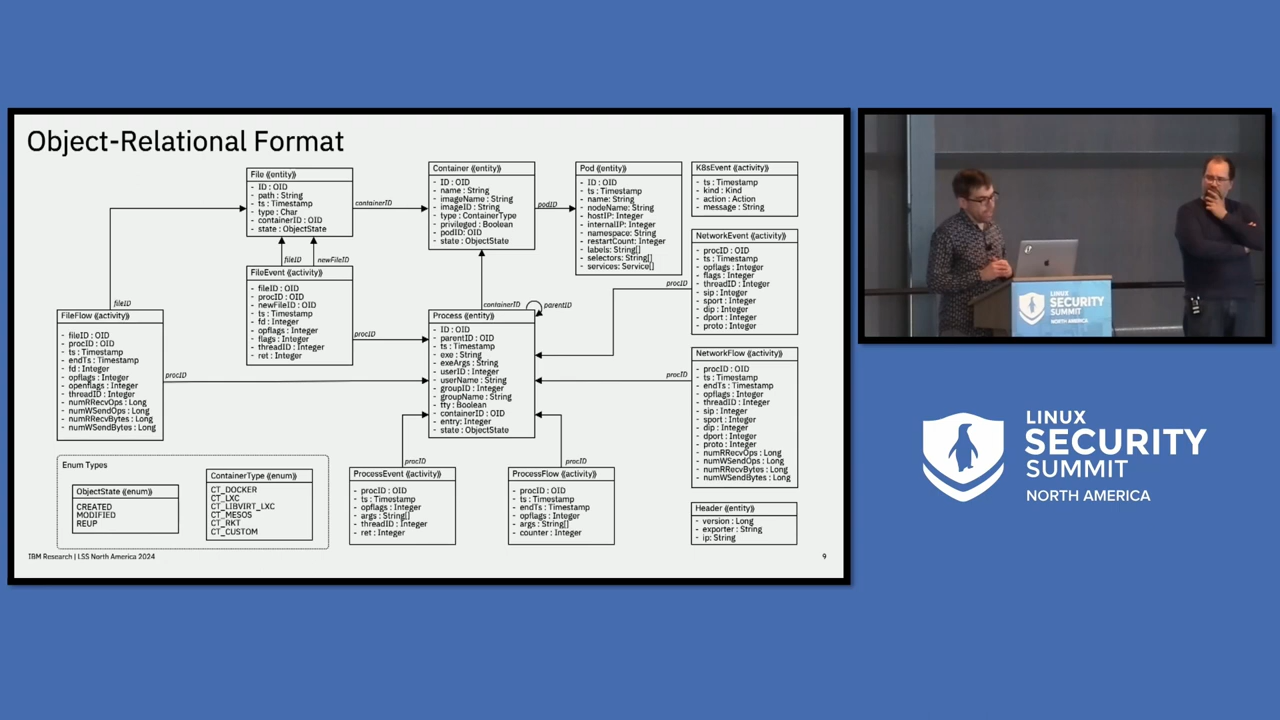 Object-Relational Format
File ⟪entity⟫
- ID : OID
- path : String
- ts : Timestamp
- type : Char
- containerID : OID
- state : ObjectState
containerID
Container ⟪entity⟫
- ID : OID
- name : String
- imageName : String
- imageID : String
- type : ContainerType
- privileged : Boolean
- podID: OID
- state : ObjectState
podID
Pod ⟪entity⟫
- ID : OID
- ts : Timestamp
- name: String
- nodeName : String
- hostIP: Integer
- internalIP: Integer
- namespace: String
- restartCount: Integer
- labels: String[]
- selectors: String[]
- services: Service[]
K8sEvent ⟪activity⟫
- ts : Timestamp
- kind : Kind
- action : Action
- message : String
NetworkEvent ⟪activity⟫
- procID : OID
- ts : Timestamp
- opflags : Integer
- flags : Integer
- threadID : Integer
- sip : Integer
- sport : Integer
- dip : Integer
- dport : Integer
- proto : Integer
procID
fileID
newFileID
FileEvent ⟪activity⟫
- fileID : OID
- procID : OID
- newFileID : OID
- ts : Timestamp
- fd : Integer
- opflags : Integer
- flags : Integer
- threadID : Integer
- ret : Integer
procID
containerID
parentID
Process ⟪entity⟫
- ID : OID
- parentID : OID
- ts : Timestamp
- exe : String
- exeArgs : String
- userID : Integer
- userName : String
- groupID : Integer
- groupName : String
- tty : Boolean
- containerID : OID
- entry: Integer
- state : ObjectState
fileID
FileFlow ⟪activity⟫
- fileID : OID
- procID : OID
- ts : Timestamp
- endTs : Timestamp
- fd : Integer
- opflags : Integer
- openflags : Integer
- threadID : Integer
- numRRecvOps : Long
- numWSendOps : Long
- numRRecvBytes : Long
- numWSendBytes : Long
procID
procID
NetworkFlow ⟪activity⟫
- procID : OID
- ts : Timestamp
- endTs : Timestamp
- opflags : Integer
- threadID : Integer
- sip : Integer
- sport : Integer
- dip : Integer
- dport : Integer
- proto : Integer
- numRRecvOps : Long
- numWSendOps : Long
- numRRecvBytes : Long
- numWSendBytes : Long
Enum Types
ObjectState ⟪enum⟫
CREATED
MODIFIED
REUP
ContainerType ⟪enum⟫
CT_DOCKER
CT_LXC
CT_LIBVIRT_LXC
CT_MESOS
CT_RKT
CT_CUSTOM
procID
ProcessEvent ⟪activity⟫
- procID : OID
- ts : Timestamp
- opflags : Integer
- args : String[]
- threadID : Integer
- ret : Integer
procID
ProcessFlow ⟪activity⟫
- procID : OID
- ts : Timestamp
- endTs : Timestamp
- opflags : Integer
- args : String[]
- counter : Integer
Header ⟪entity⟫
- version : Long
- exporter : String
- ip: String
IBM Research | LSS North America 2024
9
LINUX
SECURITY
SUMMIT
NORTH AMERICA
LINUX
SECURITY
SUMMIT
NORTH AMERICA